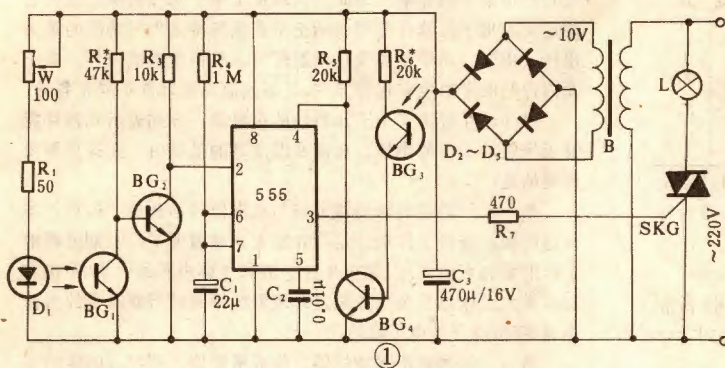 W
100
R₁
50
D₁
BG₁
R₂*
47k
BG₂
R₃
10k
R₄
1M
8
4
2
6
7
1
5
3
555
C₁
22μ
C₂
0.01μ
R₅
20k
R₆*
20k
BG₃
BG₄
C₃
470μ/16V
D₂~D₅
~10V
B
470
R₇
L
SKG
~220V
①